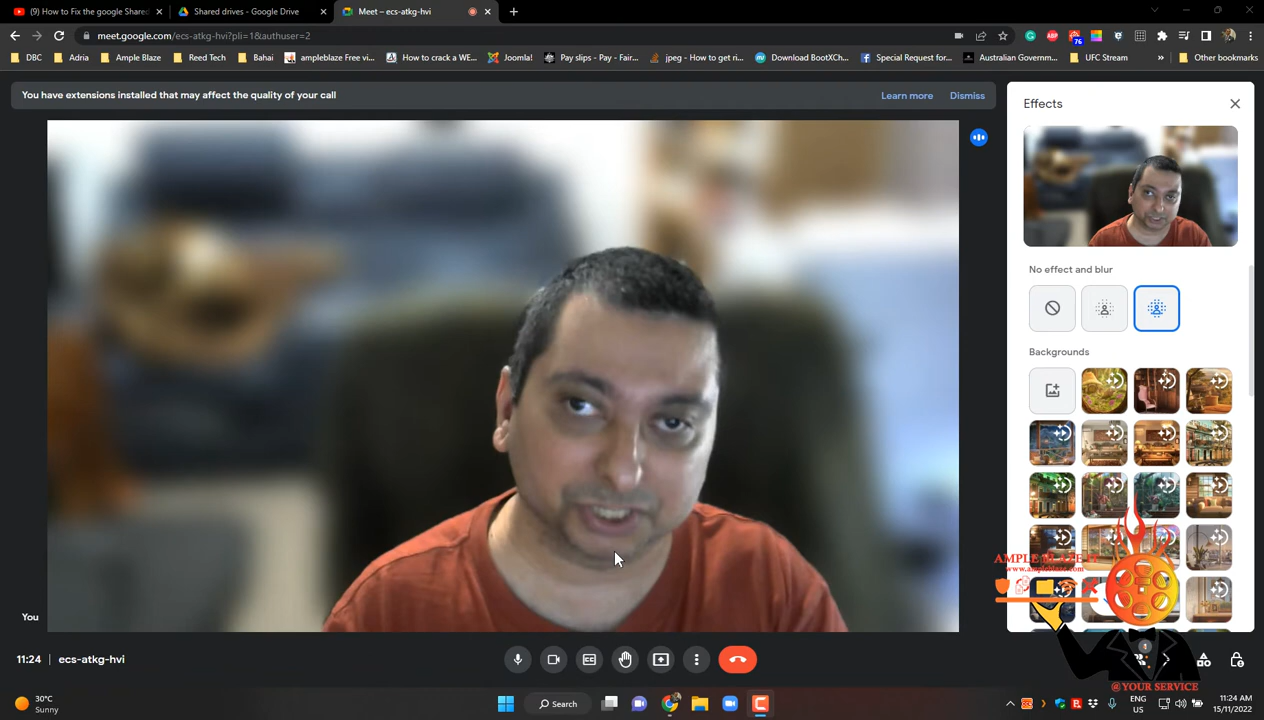 (9) How to Fix the google Shared
Shared drives - Google Drive
Meet – ecs-atkg-hvi
meet.google.com/ecs-atkg-hvi?pli=1&authuser=2
76
DBC
Adria
Ample Blaze
Reed Tech
Bahai
ampleblaze Free vi...
How to crack a WE...
Joomla!
Pay slips - Pay - Fair...
jpeg - How to get ri...
Download BootXCh...
Special Request for...
Australian Governm...
UFC Stream
»
Other bookmarks
You have extensions installed that may affect the quality of your call
Learn more
Dismiss
Effects
No effect and blur
Backgrounds
You
AMPLE BLAZE
www.ampleblaze.com
@YOUR SERVICE
11:24 | ecs-atkg-hvi
30°C
Sunny
Search
ENG
US
11:24 AM
15/11/2022